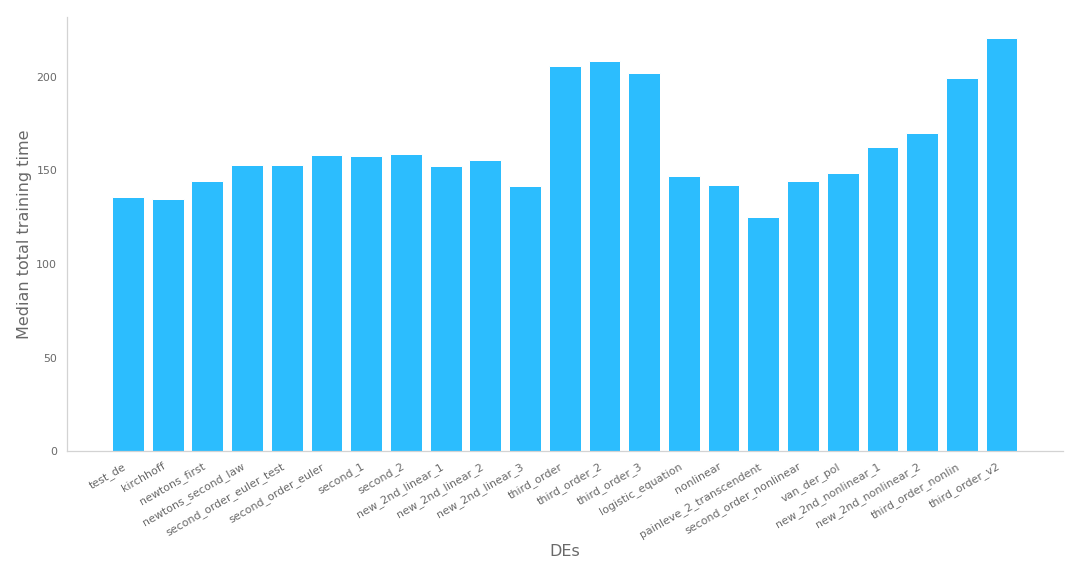 Median total training time
200
150
100
50
0
test_de
kirchhoff
newtons_first
newtons_second_law
second_order_euler_test
second_order_euler
second_1
second_2
new_2nd_linear_1
new_2nd_linear_2
new_2nd_linear_3
third_order
third_order_2
third_order_3
logistic_equation
nonlinear
painleve_2_transcendent
second_order_nonlinear
van_der_pol
new_2nd_nonlinear_1
new_2nd_nonlinear_2
third_order_nonlin
third_order_v2
DEs